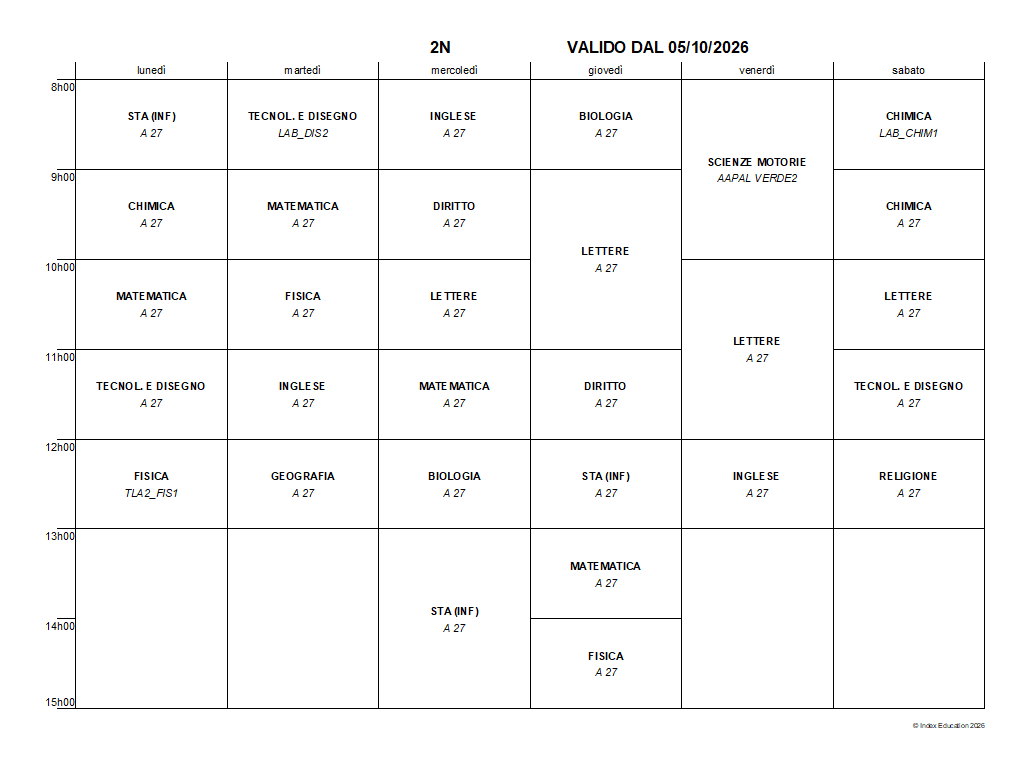 2N VALIDO DAL 05/10/2026
lunedì martedì mercoledì giovedì venerdì sabato
8h00
STA (INF) TECNOL. E DISEGNO INGLESE BIOLOGIA CHIMICA
A 27 LAB_DIS2 A 27 A 27 LAB_CHIM1
SCIENZE MOTORIE
AAPAL VERDE2
9h00
CHIMICA MATEMATICA DIRITTO CHIMICA
A 27 A 27 A 27 A 27
LETTERE
A 27
10h00
MATEMATICA FISICA LETTERE LETTERE
A 27 A 27 A 27 A 27
LETTERE
A 27
11h00
TECNOL. E DISEGNO INGLESE MATEMATICA DIRITTO TECNOL. E DISEGNO
A 27 A 27 A 27 A 27 A 27
12h00
FISICA GEOGRAFIA BIOLOGIA STA (INF) INGLESE RELIGIONE
TLA2_FIS1 A 27 A 27 A 27 A 27 A 27
13h00
MATEMATICA
A 27
STA (INF)
A 27
14h00
FISICA
A 27
15h00
© Index Education 2026